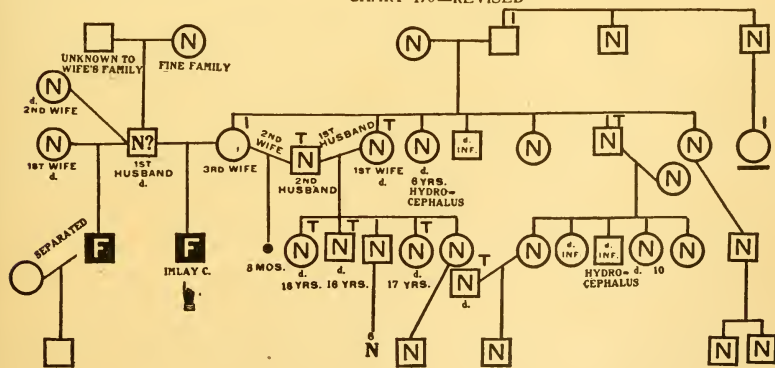 REVISED
N N N N
UNKNOWN TO
WIFE'S FAMILY
FINE FAMILY
N
d.
2ND WIFE
N
1ST WIFE
d.
N?
1ST
HUSBAND
d.
I
3RD WIFE
2ND
WIFE
T
N
2ND
HUSBAND
1ST
HUSBAND
T
N
1ST WIFE
d.
N
d.
6 YRS.
HYDRO-
CEPHALUS
d.
INF.
N
T
N
N
N
I
I
SEPARATED
F
F
IMLAY C.
8 MOS.
T T T
N N N N N
d. d. d.
18 YRS. 16 YRS. 17 YRS.
N
T
d.
N
d.
INF.
d.
INF.
HYDRO-
CEPHALUS
N
d. 10
N
N
6
N
N N N N